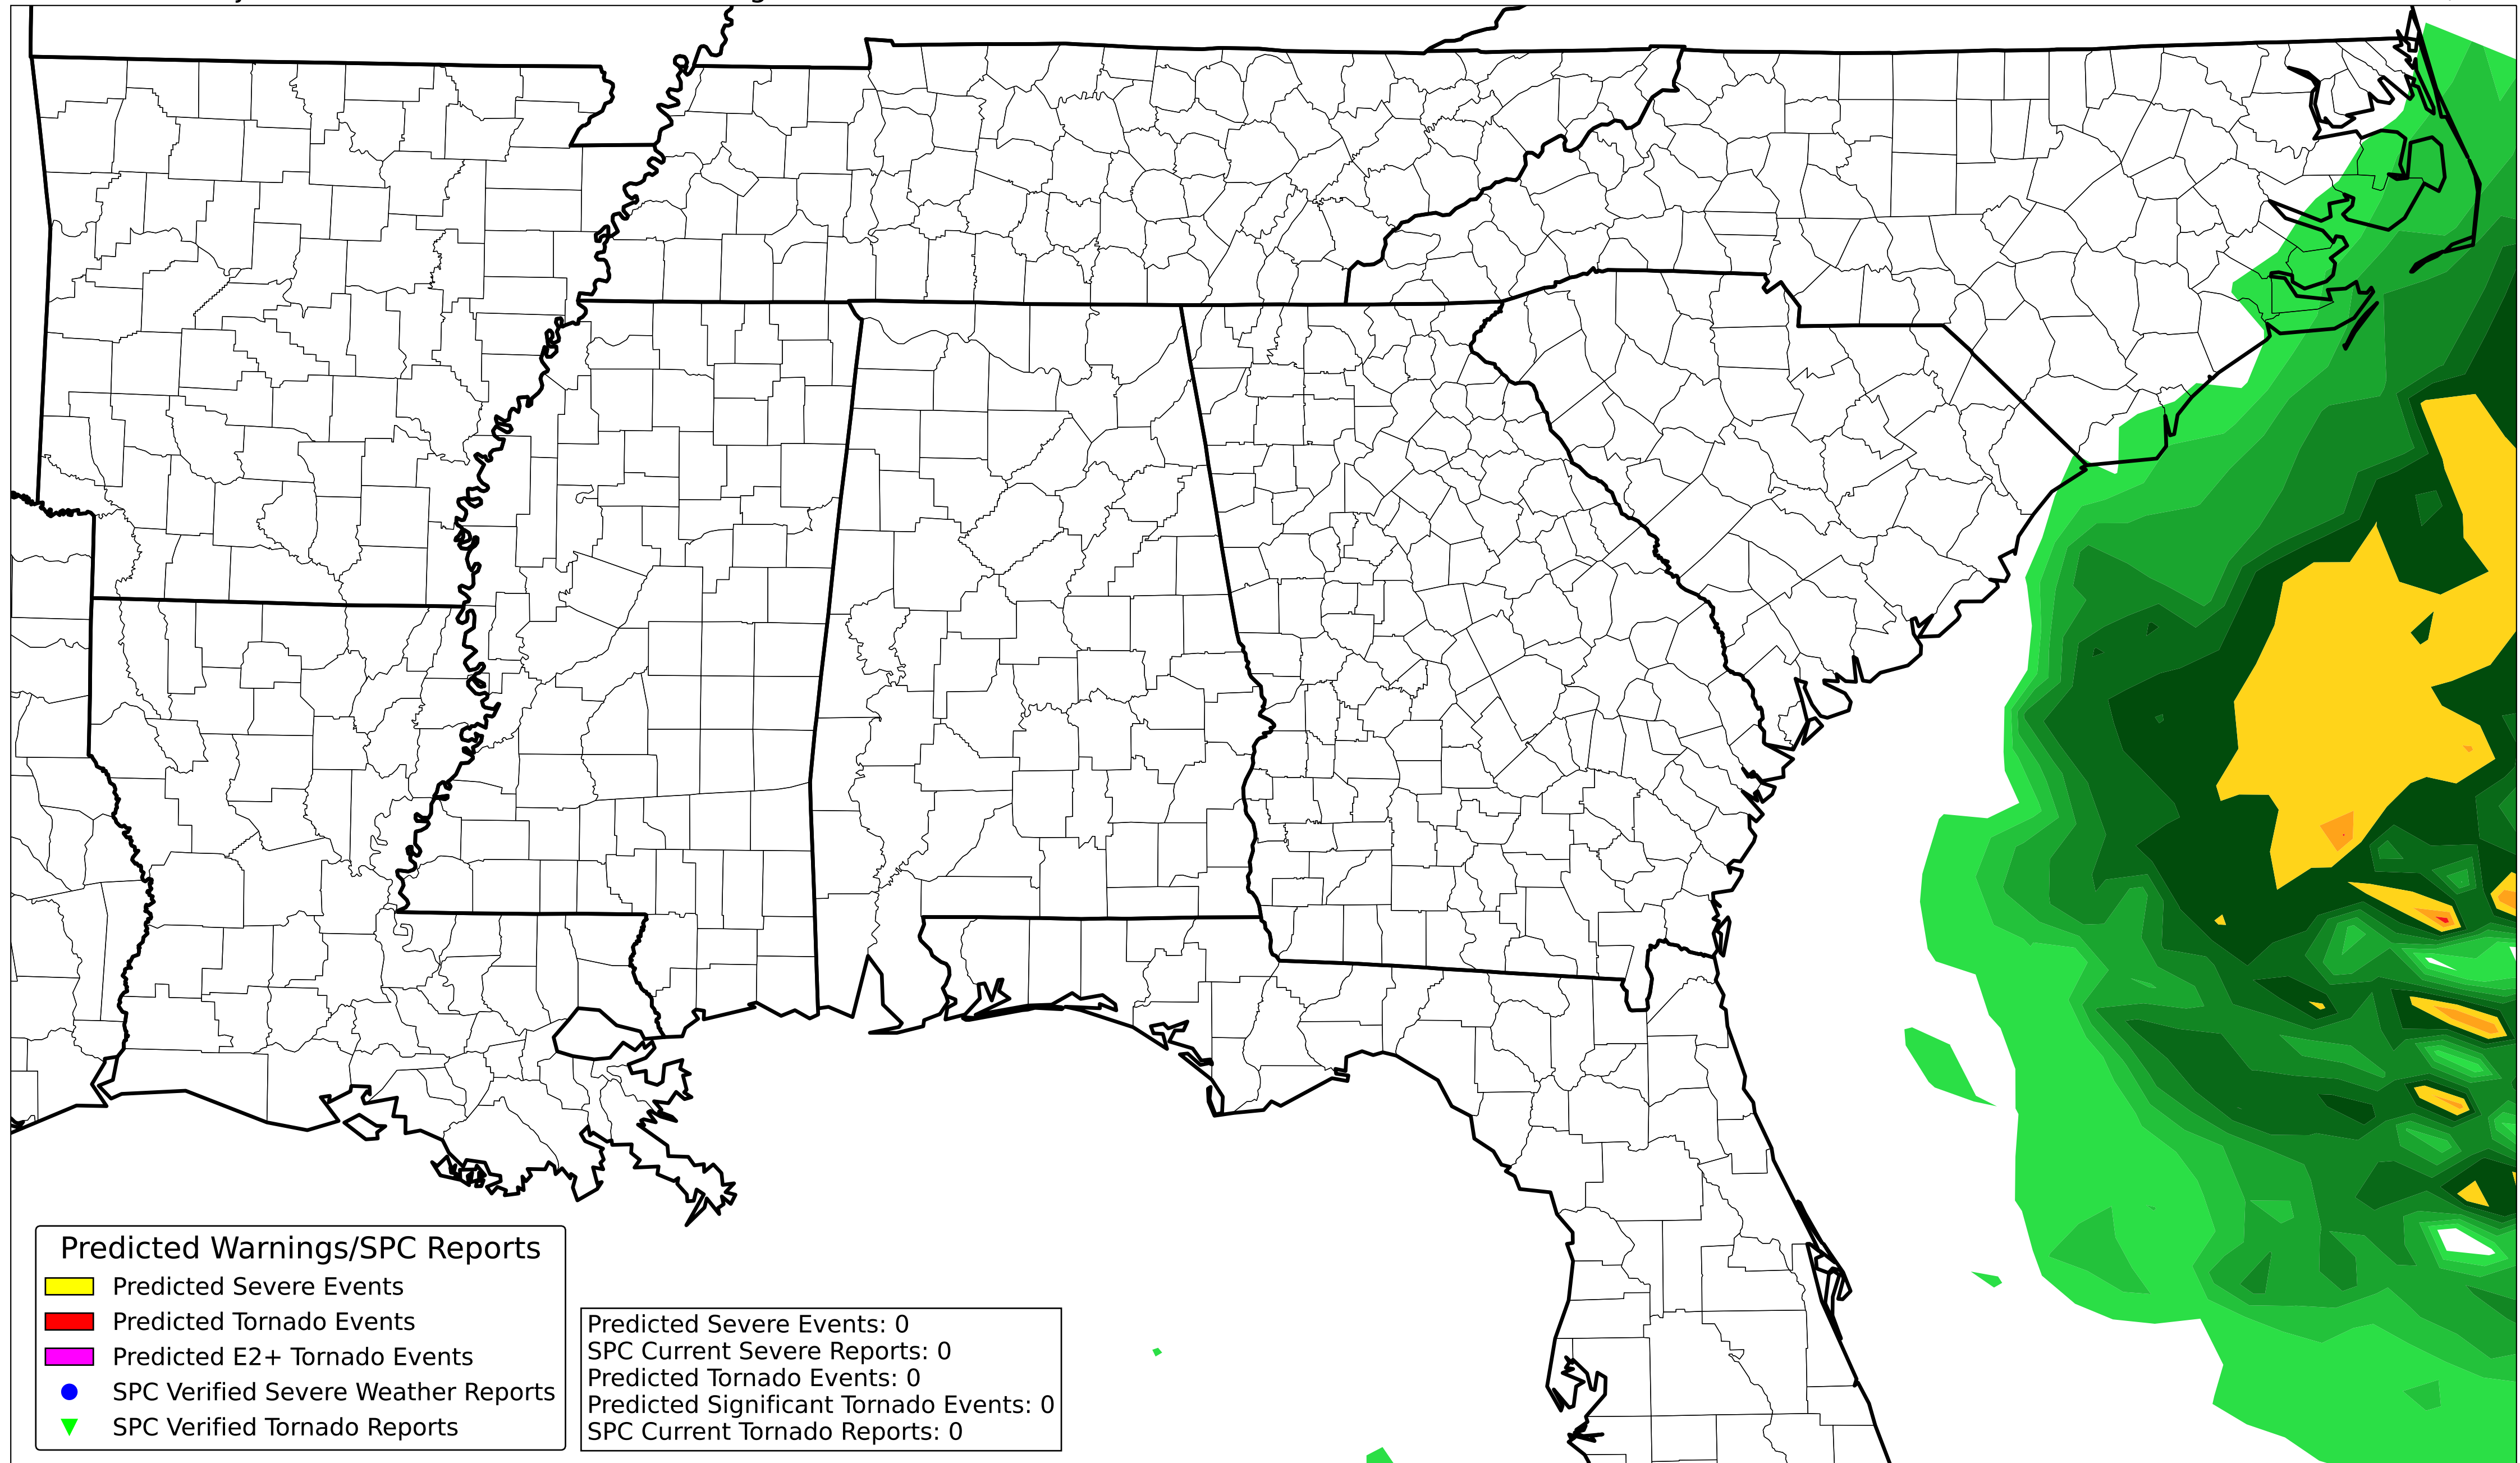 Predicted Warnings/SPC Reports
Predicted Severe Events
Predicted Tornado Events
Predicted E2+ Tornado Events
SPC Verified Severe Weather Reports
SPC Verified Tornado Reports
Predicted Severe Events: 0
SPC Current Severe Reports: 0
Predicted Tornado Events: 0
Predicted Significant Tornado Events: 0
SPC Current Tornado Reports: 0